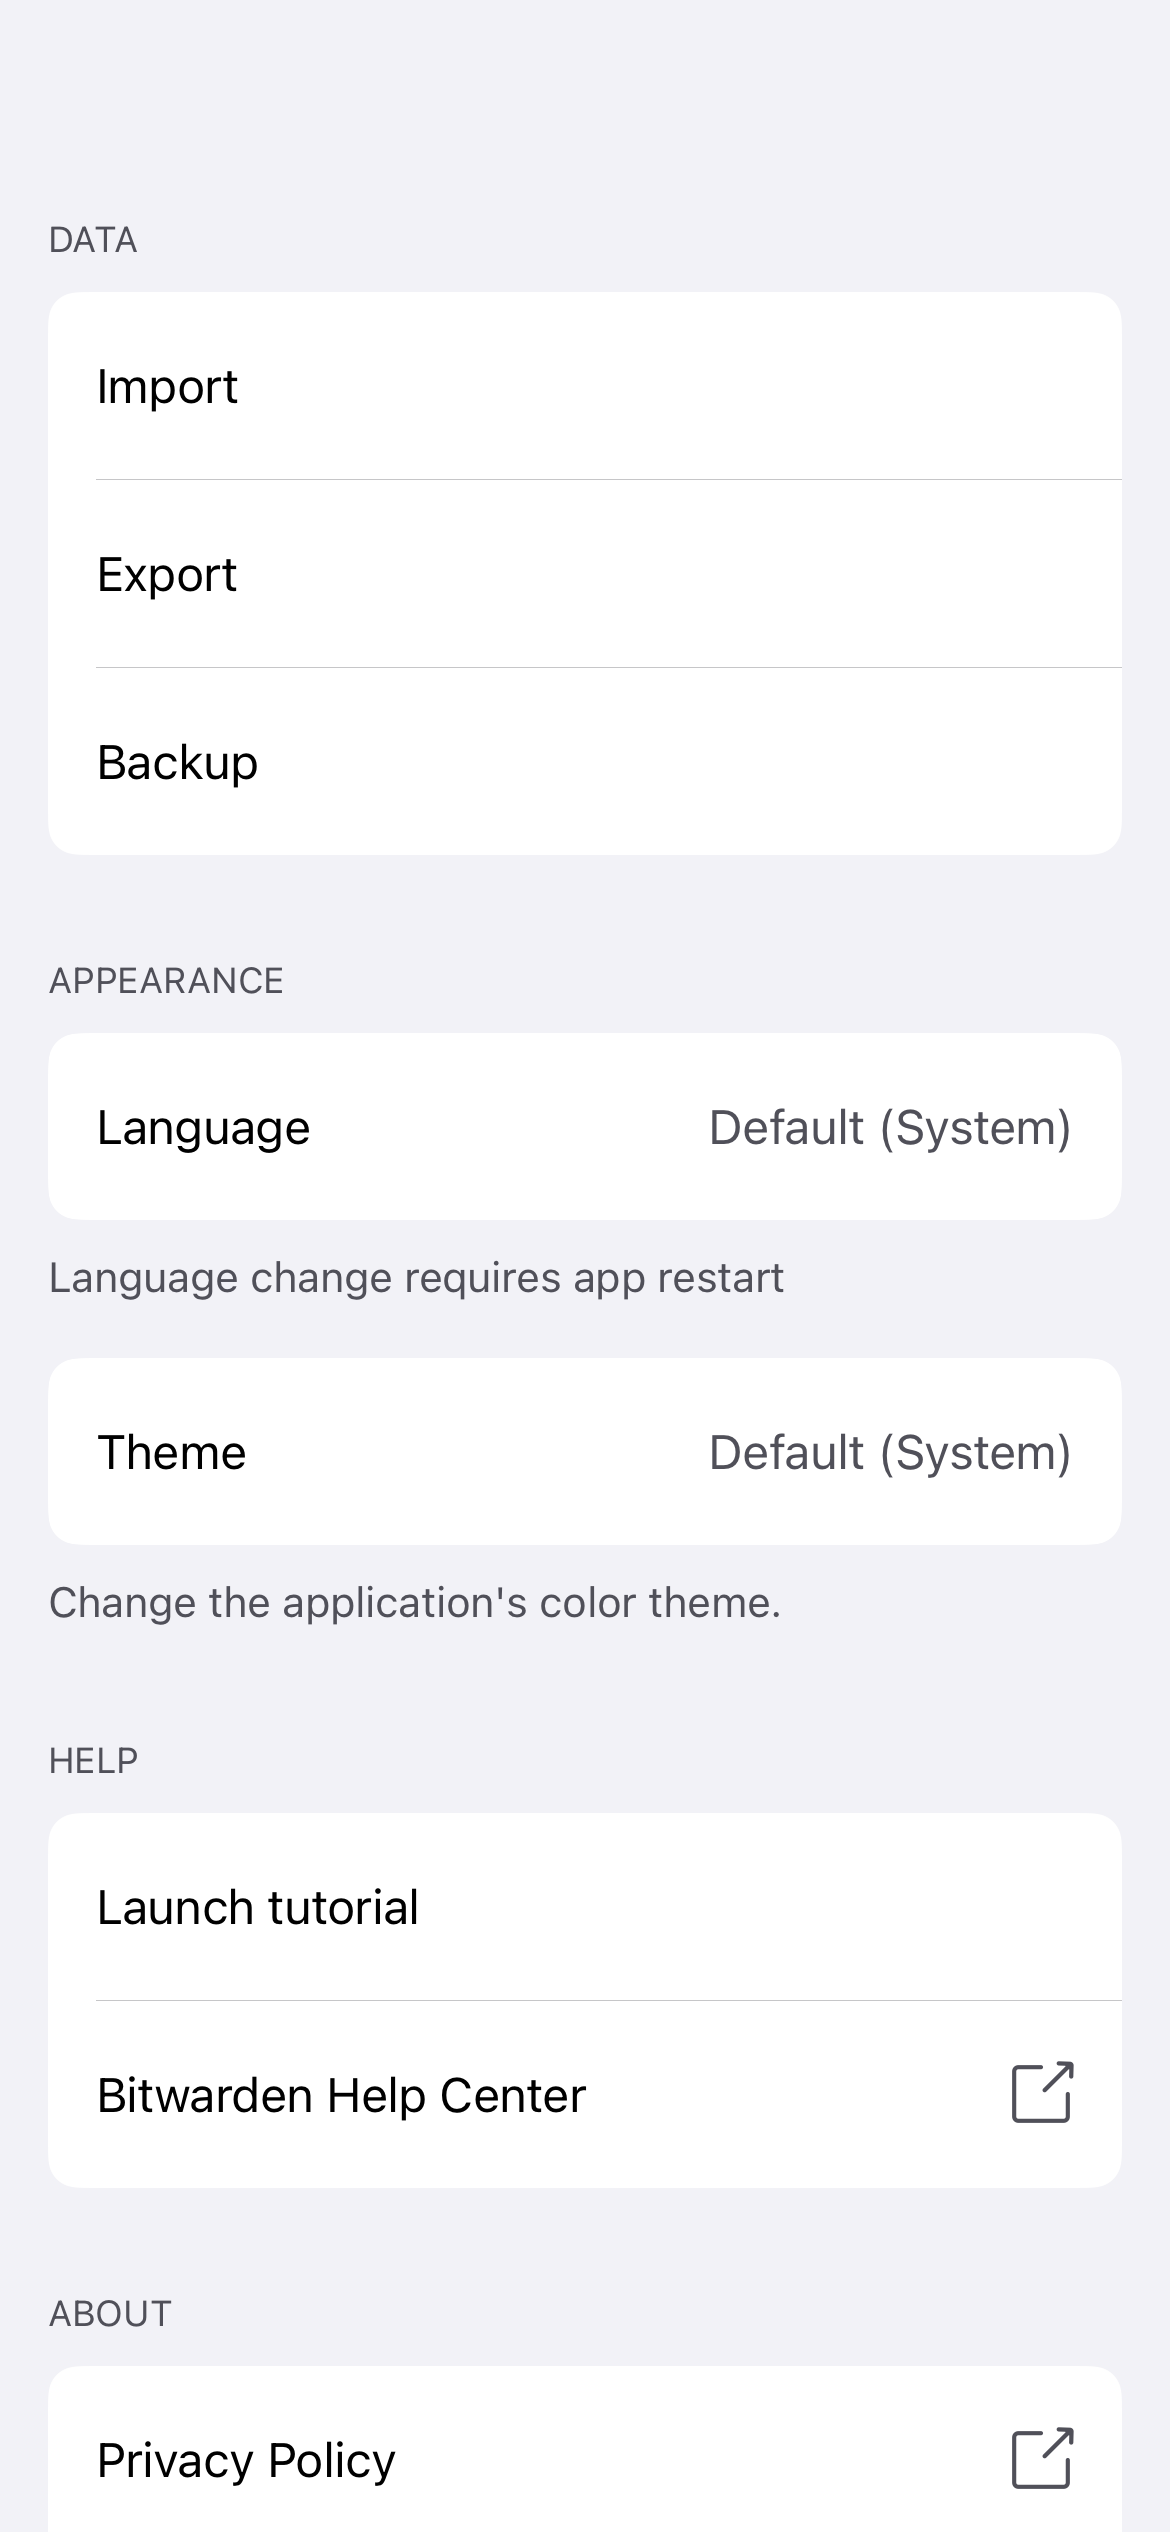 DATA
Import
Export
Backup
APPEARANCE
Language Default (System)
Language change requires app restart
Theme Default (System)
Change the application's color theme.
HELP
Launch tutorial
Bitwarden Help Center
ABOUT
Privacy Policy